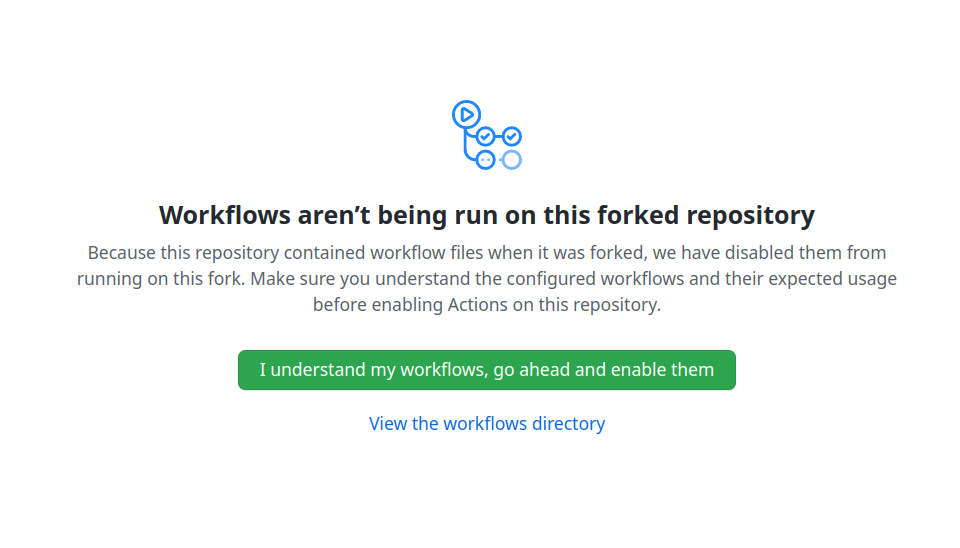 Workflows aren’t being run on this forked repository
Because this repository contained workflow files when it was forked, we have disabled them from
running on this fork. Make sure you understand the configured workflows and their expected usage
before enabling Actions on this repository.
I understand my workflows, go ahead and enable them
View the workflows directory